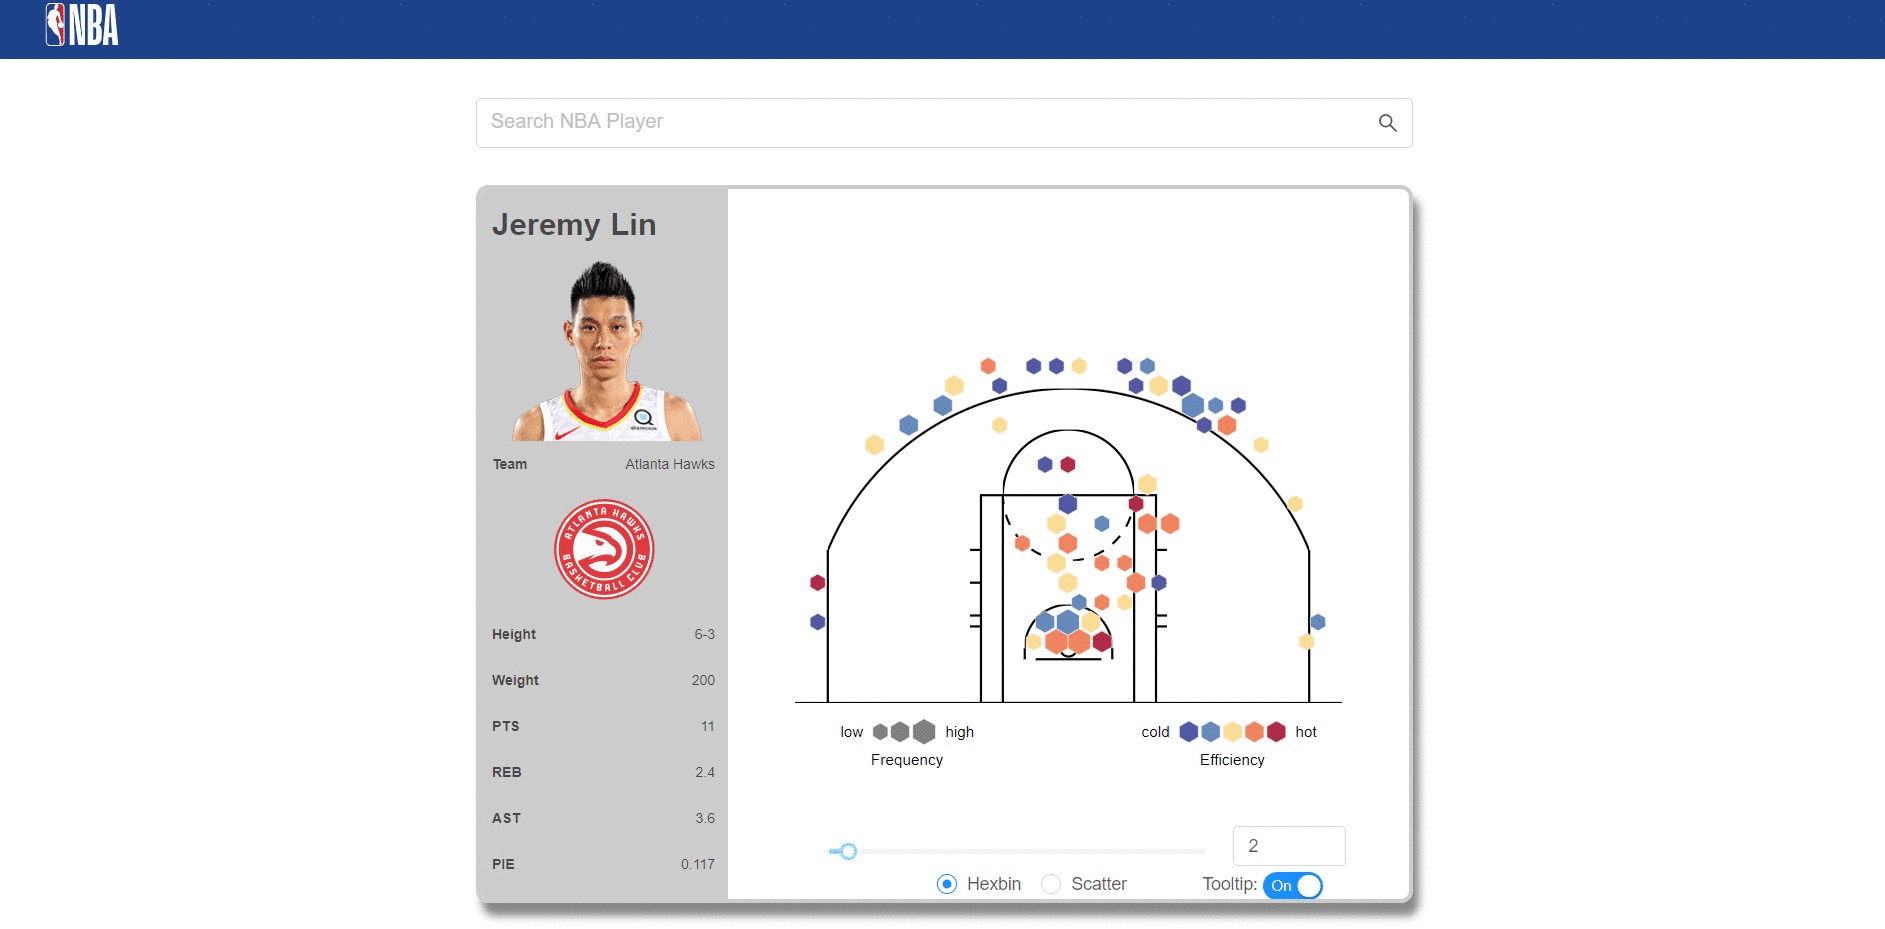 NBA
Search NBA Player
Jeremy Lin
sharecare
Team Atlanta Hawks
ATLANTA HAWKS
BASKETBALL CLUB
Height 6-3
Weight 200
PTS 11
REB 2.4
AST 3.6
PIE 0.117
low high
Frequency
cold hot
Efficiency
2
Hexbin Scatter Tooltip: On